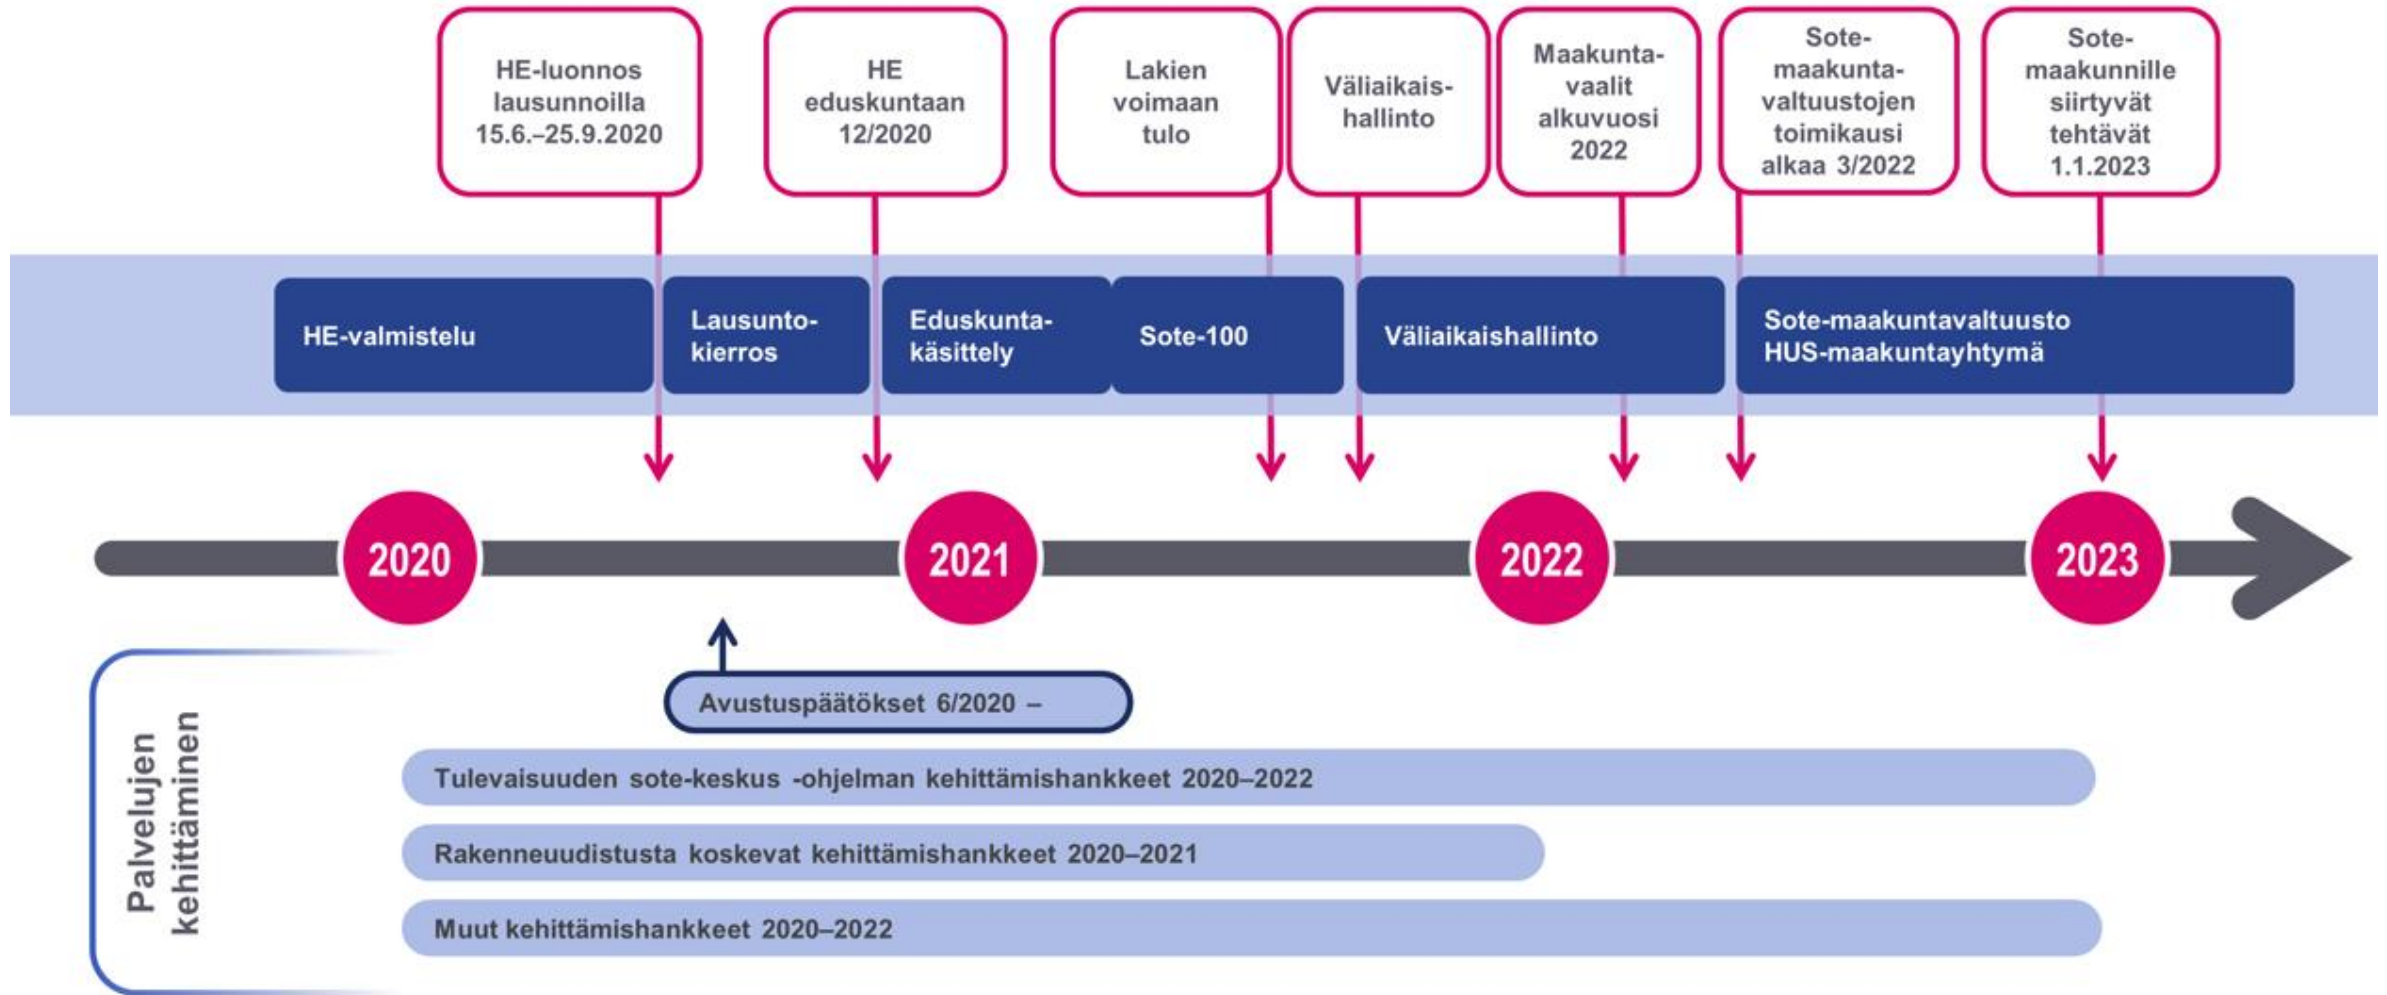 HE-luonnos
lausunnoilla
15.6.–25.9.2020
HE
eduskuntaan
12/2020
Lakien
voimaan
tulo
Väliaikais-
hallinto
Maakunta-
vaalit
alkuvuosi
2022
Sote-
maakunta-
valtuustojen
toimikausi
alkaa 3/2022
Sote-
maakunnille
siirtyvät
tehtävät
1.1.2023
HE-valmistelu
Lausunto-
kierros
Eduskunta-
käsittely
Sote-100
Väliaikaishallinto
Sote-maakuntavaltuusto
HUS-maakuntayhtymä
2020
2021
2022
2023
Avustuspäätökset 6/2020 –
Palvelujen
kehittäminen
Tulevaisuuden sote-keskus -ohjelman kehittämishankkeet 2020–2022
Rakenneuudistusta koskevat kehittämishankkeet 2020–2021
Muut kehittämishankkeet 2020–2022